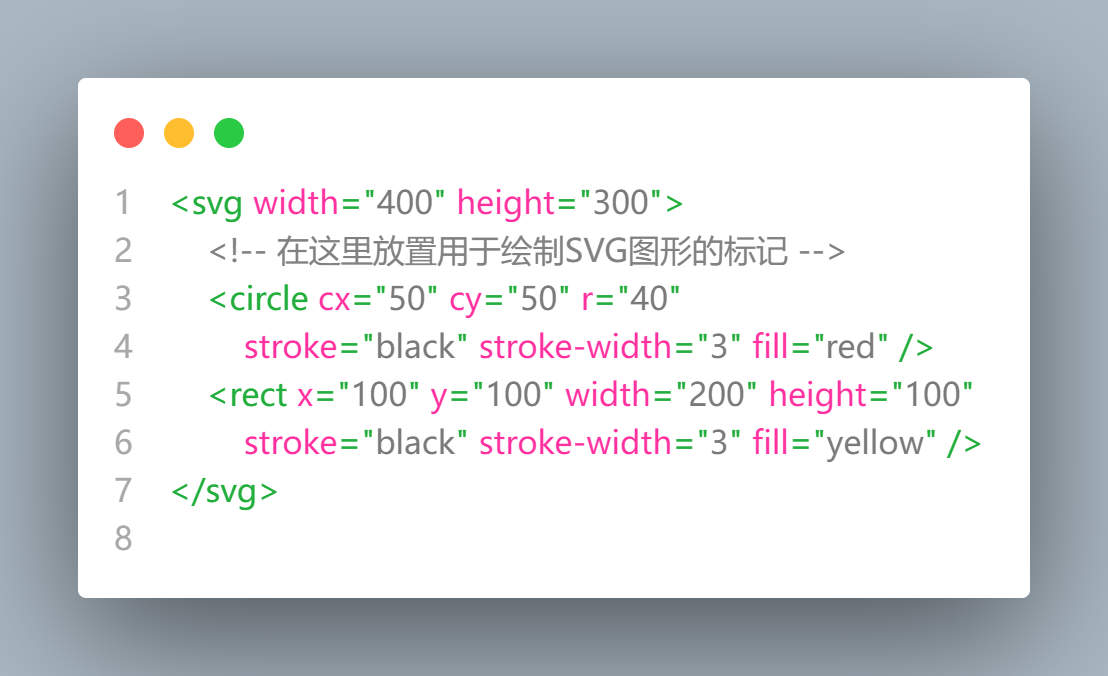 1 <svg width="400" height="300">
2 <!-- 在这里放置用于绘制SVG图形的标记 -->
3 <circle cx="50" cy="50" r="40"
4 stroke="black" stroke-width="3" fill="red" />
5 <rect x="100" y="100" width="200" height="100"
6 stroke="black" stroke-width="3" fill="yellow" />
7 </svg>
8